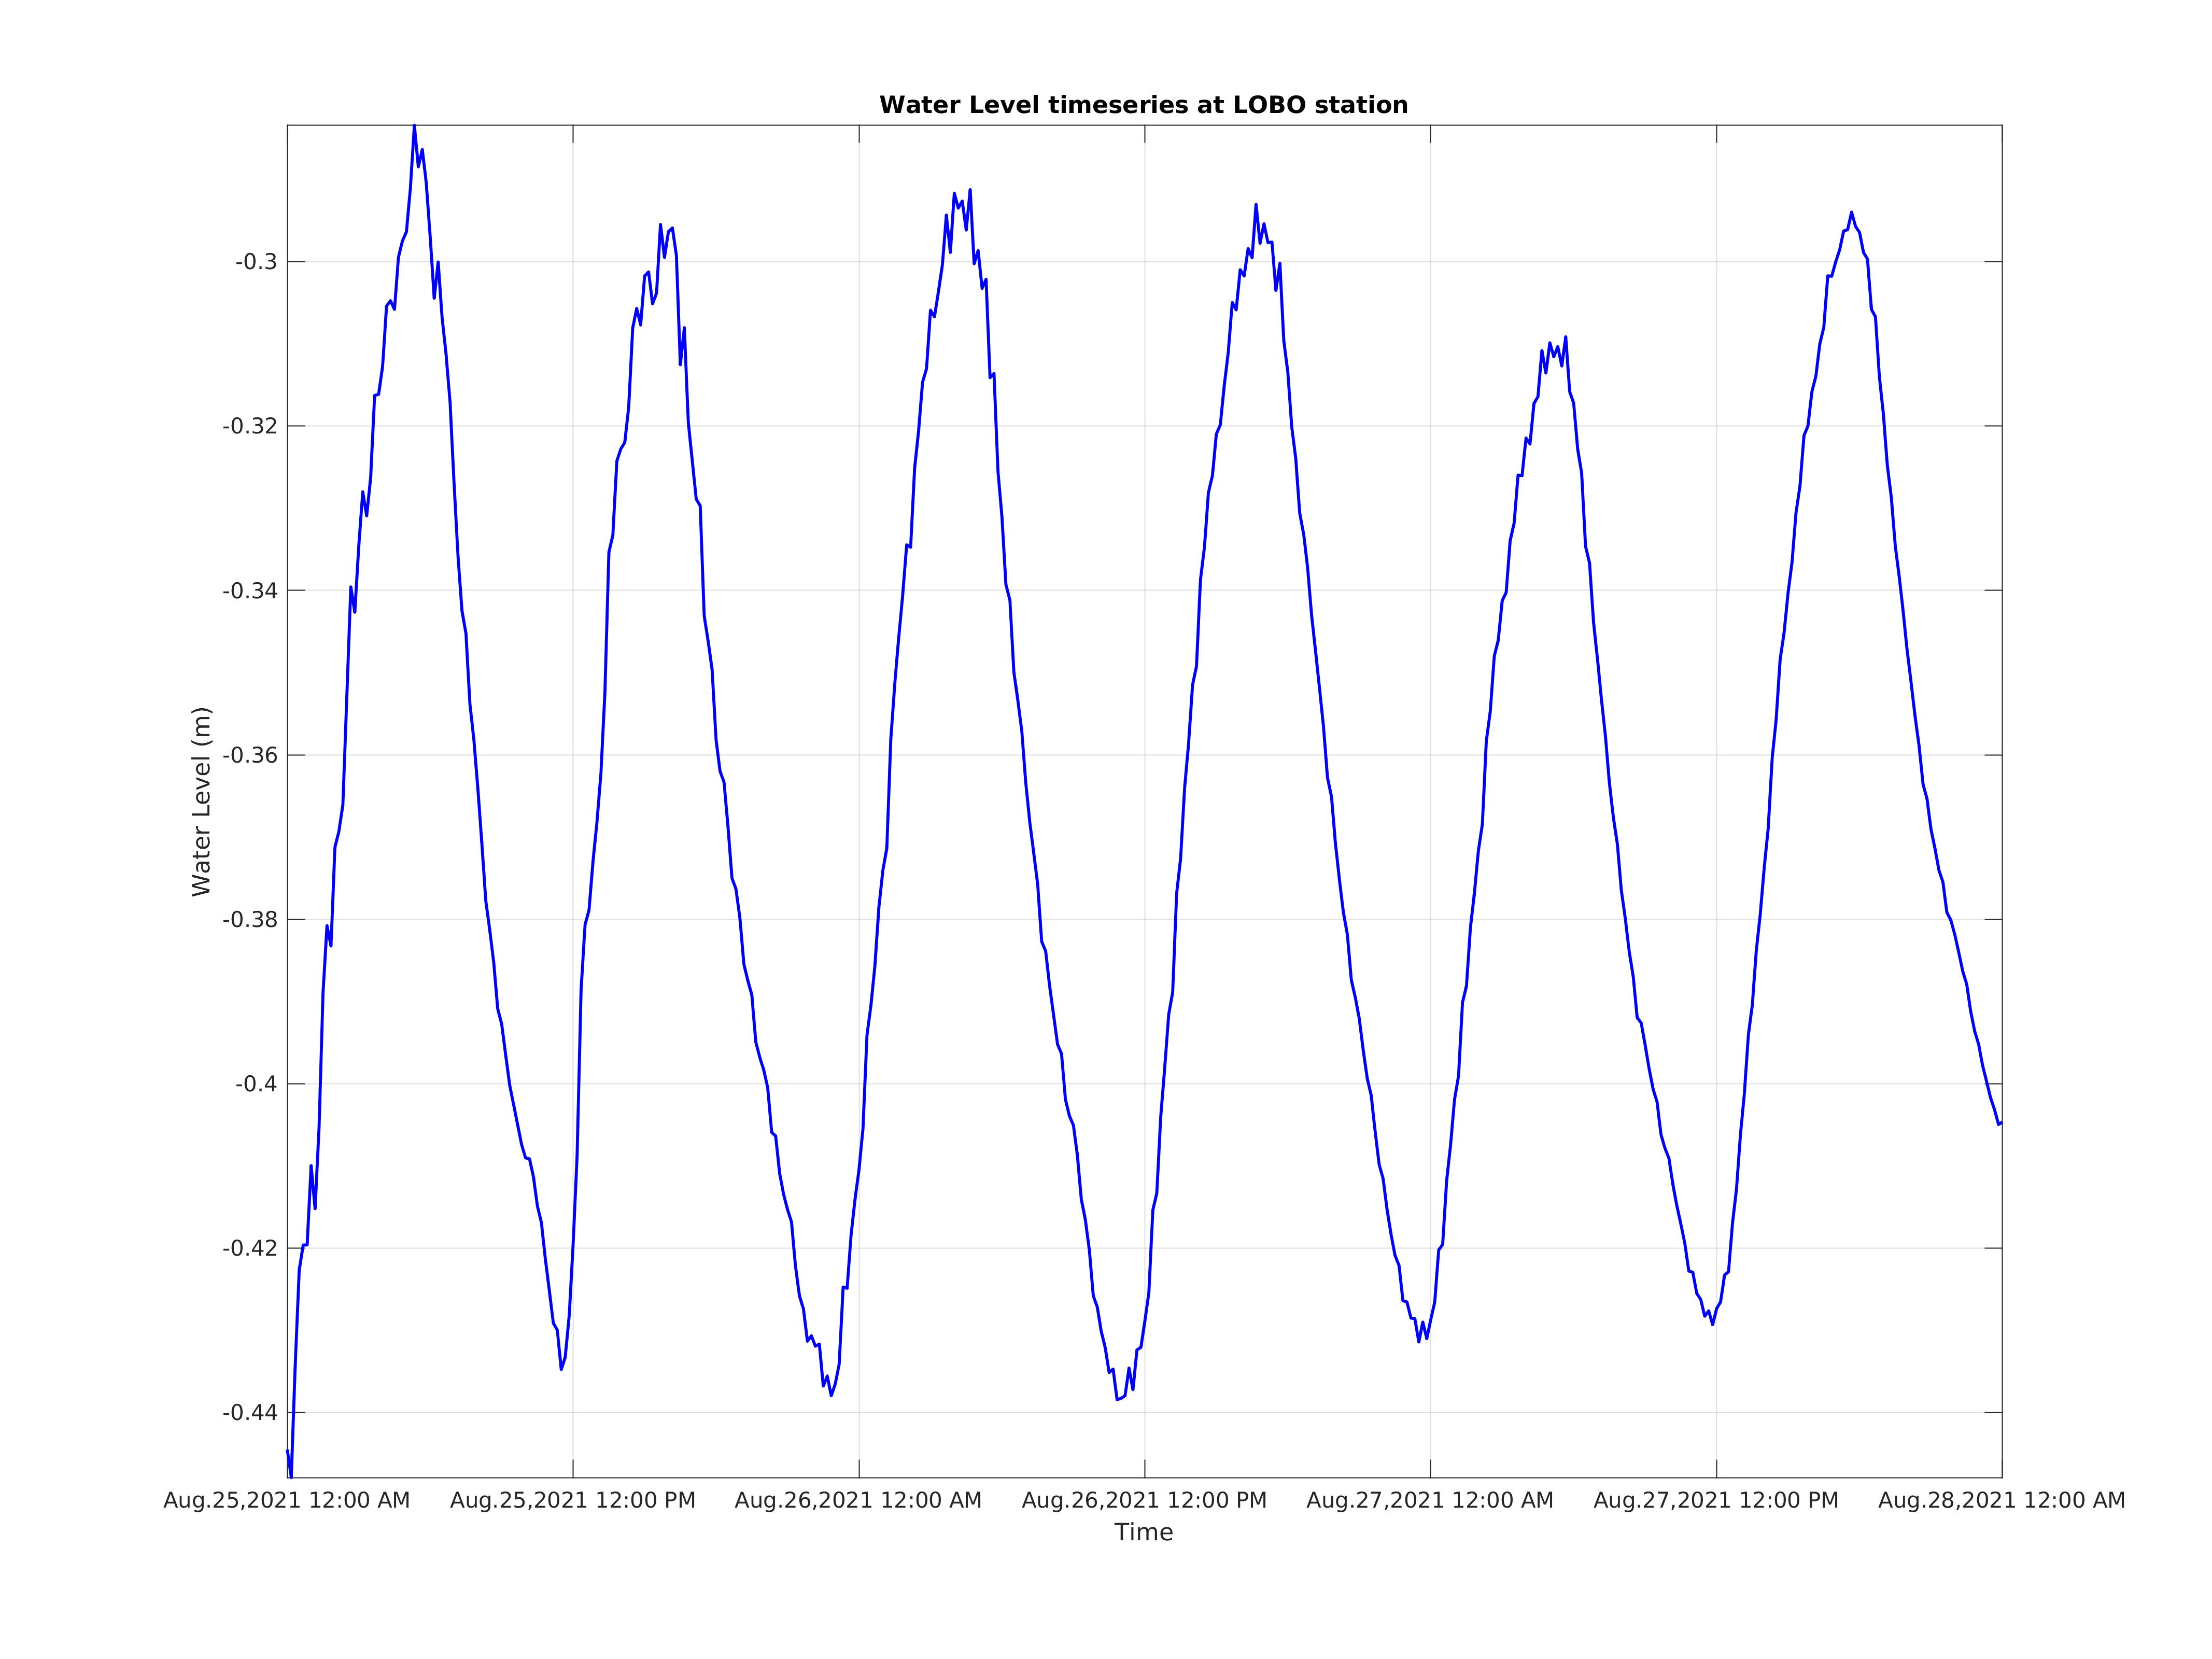 Water Level timeseries at LOBO station
-0.3
-0.32
-0.34
-0.36
-0.38
-0.4
-0.42
-0.44
Water Level (m)
Aug.25,2021 12:00 AM
Aug.25,2021 12:00 PM
Aug.26,2021 12:00 AM
Aug.26,2021 12:00 PM
Aug.27,2021 12:00 AM
Aug.27,2021 12:00 PM
Aug.28,2021 12:00 AM
Time